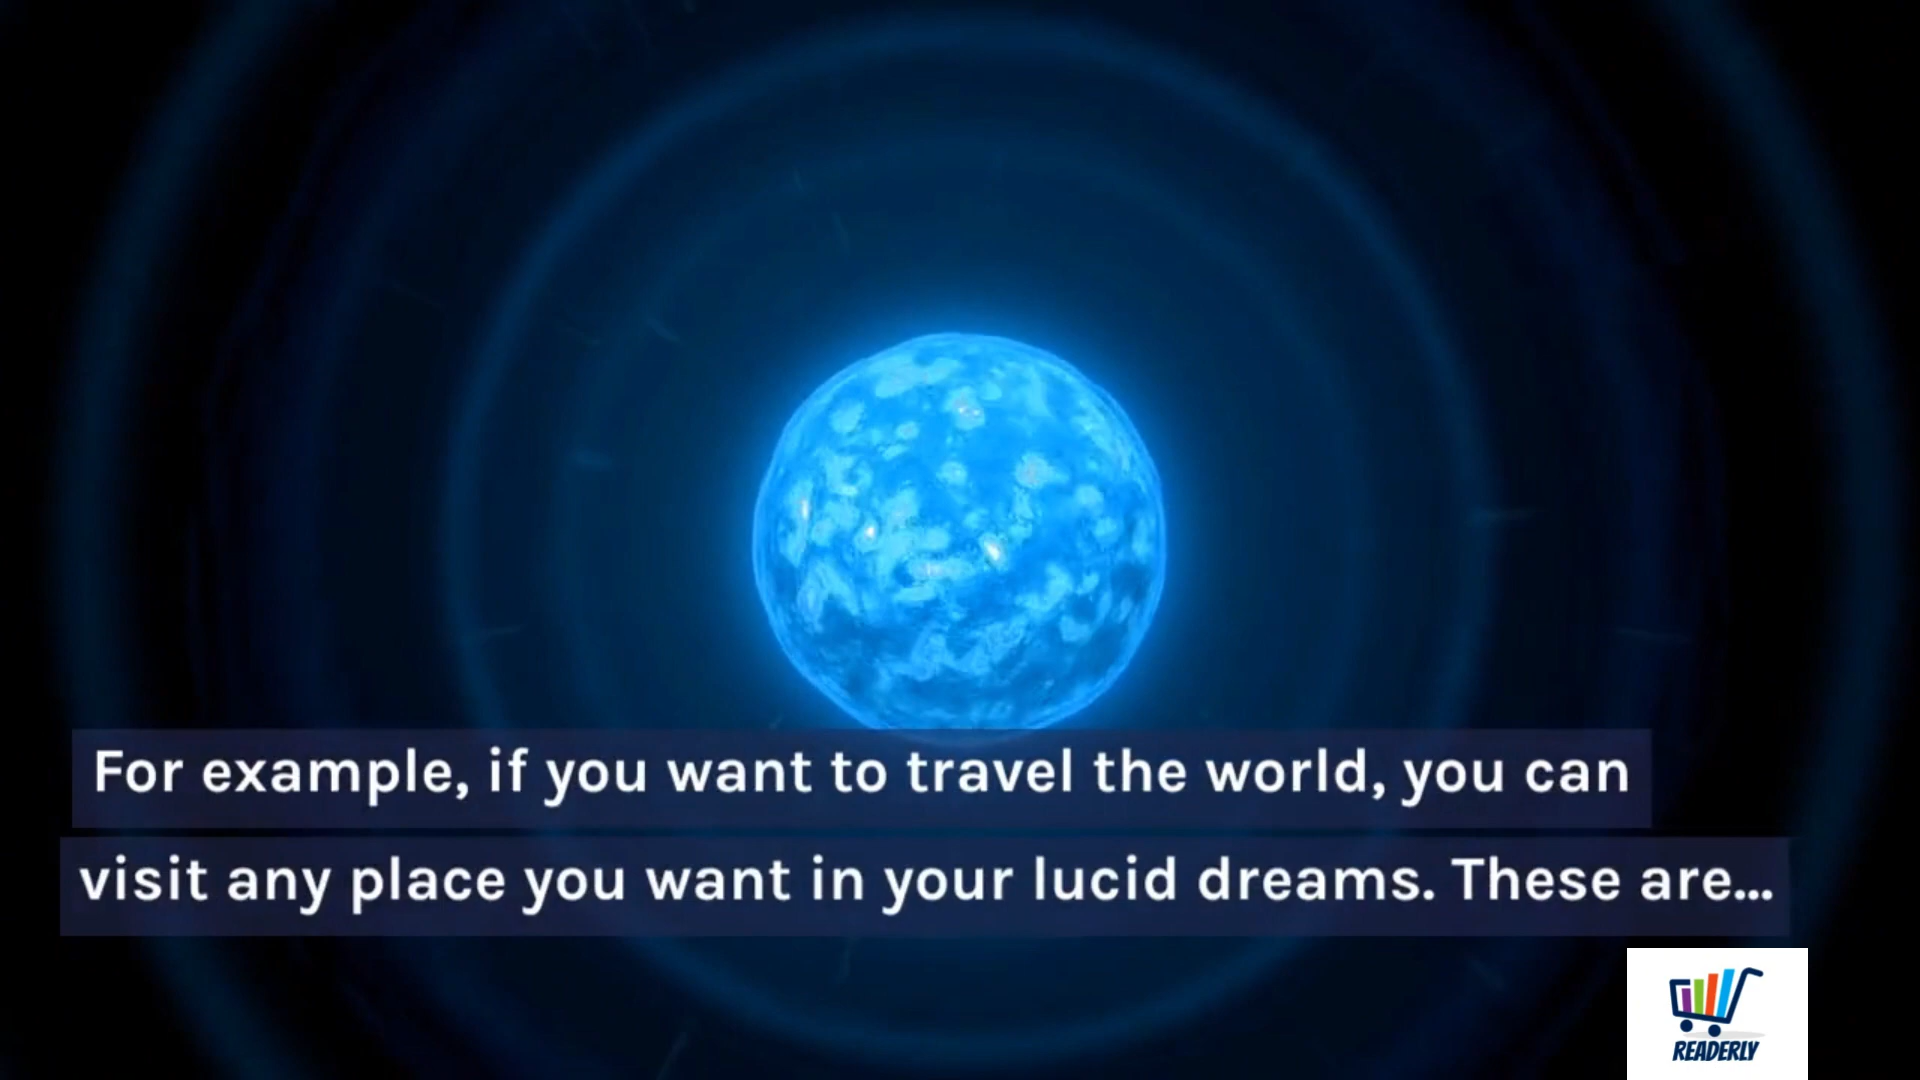 For example, if you want to travel the world, you can
visit any place you want in your lucid dreams. These are...
READERLY